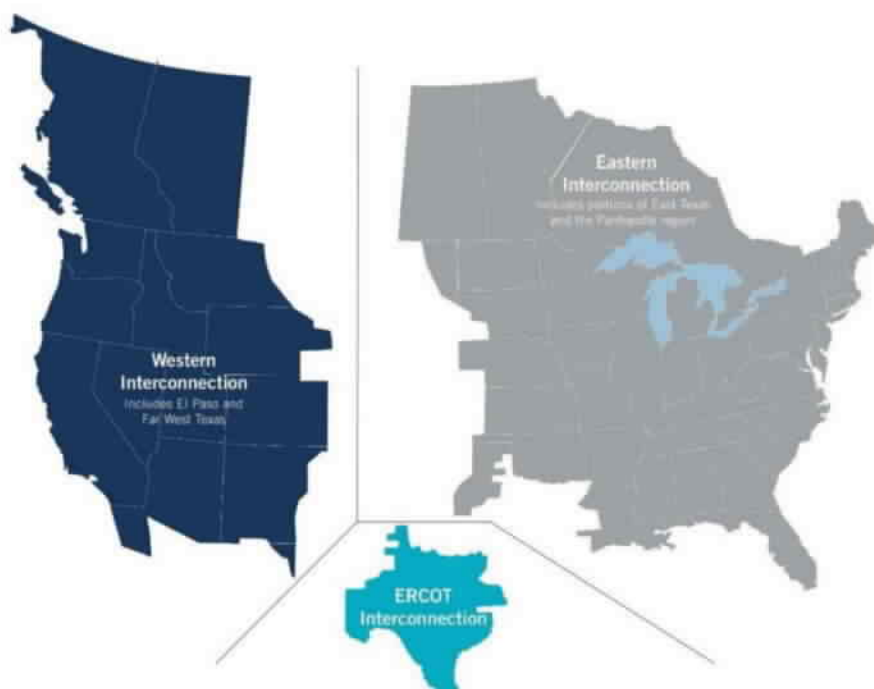 Eastern
Interconnection
Includes portions of East Texas
and the Panhandle region
Western
Interconnection
Includes El Paso and
Far West Texas
ERCOT
Interconnection